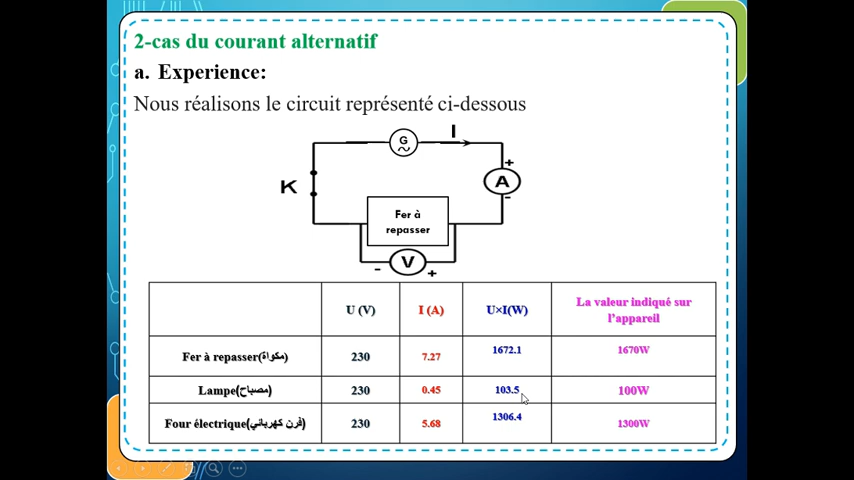 2-cas du courant alternatif
a. Experience:
Nous réalisons le circuit représenté ci-dessous
G
I
+
K
A
-
Fer à
repasser
V
-
+
U (V)
I (A)
U×I(W)
La valeur indiqué sur
l'appareil
Fer à repasser(مكواة)
230
7.27
1672.1
1670W
Lampe(مصباح)
230
0.45
103.5
100W
Four électrique(فرن كهربائي)
230
5.68
1306.4
1300W